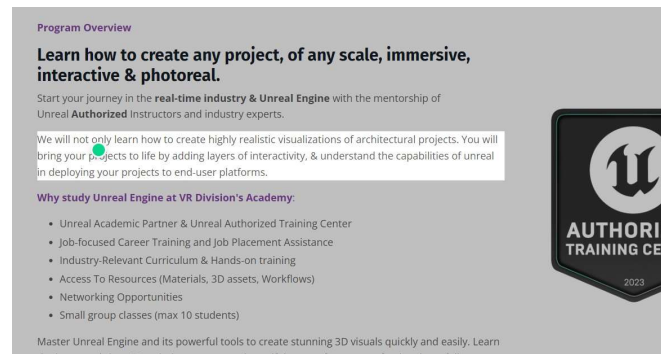 Program Overview
Learn how to create any project, of any scale, immersive,
interactive & photoreal.
Start your journey in the real-time industry & Unreal Engine with the mentorship of
Unreal Authorized Instructors and industry experts.
We will not only learn how to create highly realistic visualizations of architectural projects. You will
bring your projects to life by adding layers of interactivity, & understand the capabilities of unreal
in deploying your projects to end-user platforms.
Why study Unreal Engine at VR Division's Academy:
• Unreal Academic Partner & Unreal Authorized Training Center
• Job-focused Career Training and Job Placement Assistance
• Industry-Relevant Curriculum & Hands-on training
• Access To Resources (Materials, 3D assets, Workflows)
• Networking Opportunities
• Small group classes (max 10 students)
Master Unreal Engine and its powerful tools to create stunning 3D visuals quickly and easily. Learn
AUTHORI
TRAINING CE
2023